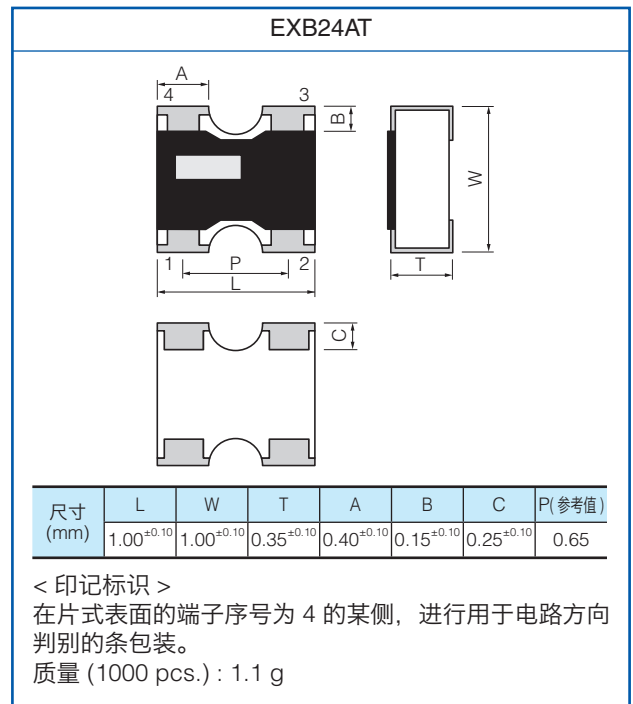 EXB24AT
A
4 3
B
W
1 P 2
T
L
C
尺寸 (mm) L W T A B C P(参考值)
1.00±0.10 1.00±0.10 0.35±0.10 0.40±0.10 0.15±0.10 0.25±0.10 0.65
< 印记标识 >
在片式表面的端子序号为 4 的某侧，进行用于电路方向
判别的条包装。
质量 (1000 pcs.) : 1.1 g